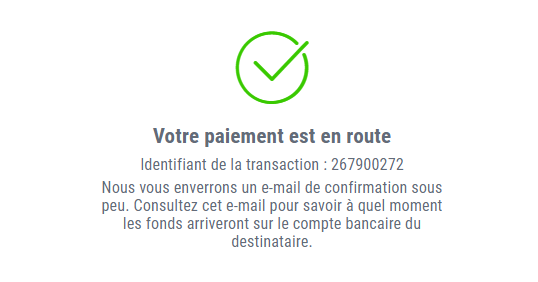 Votre paiement est en route
Identifiant de la transaction : 267900272
Nous vous enverrons un e-mail de confirmation sous
peu. Consultez cet e-mail pour savoir à quel moment
les fonds arriveront sur le compte bancaire du
destinataire.